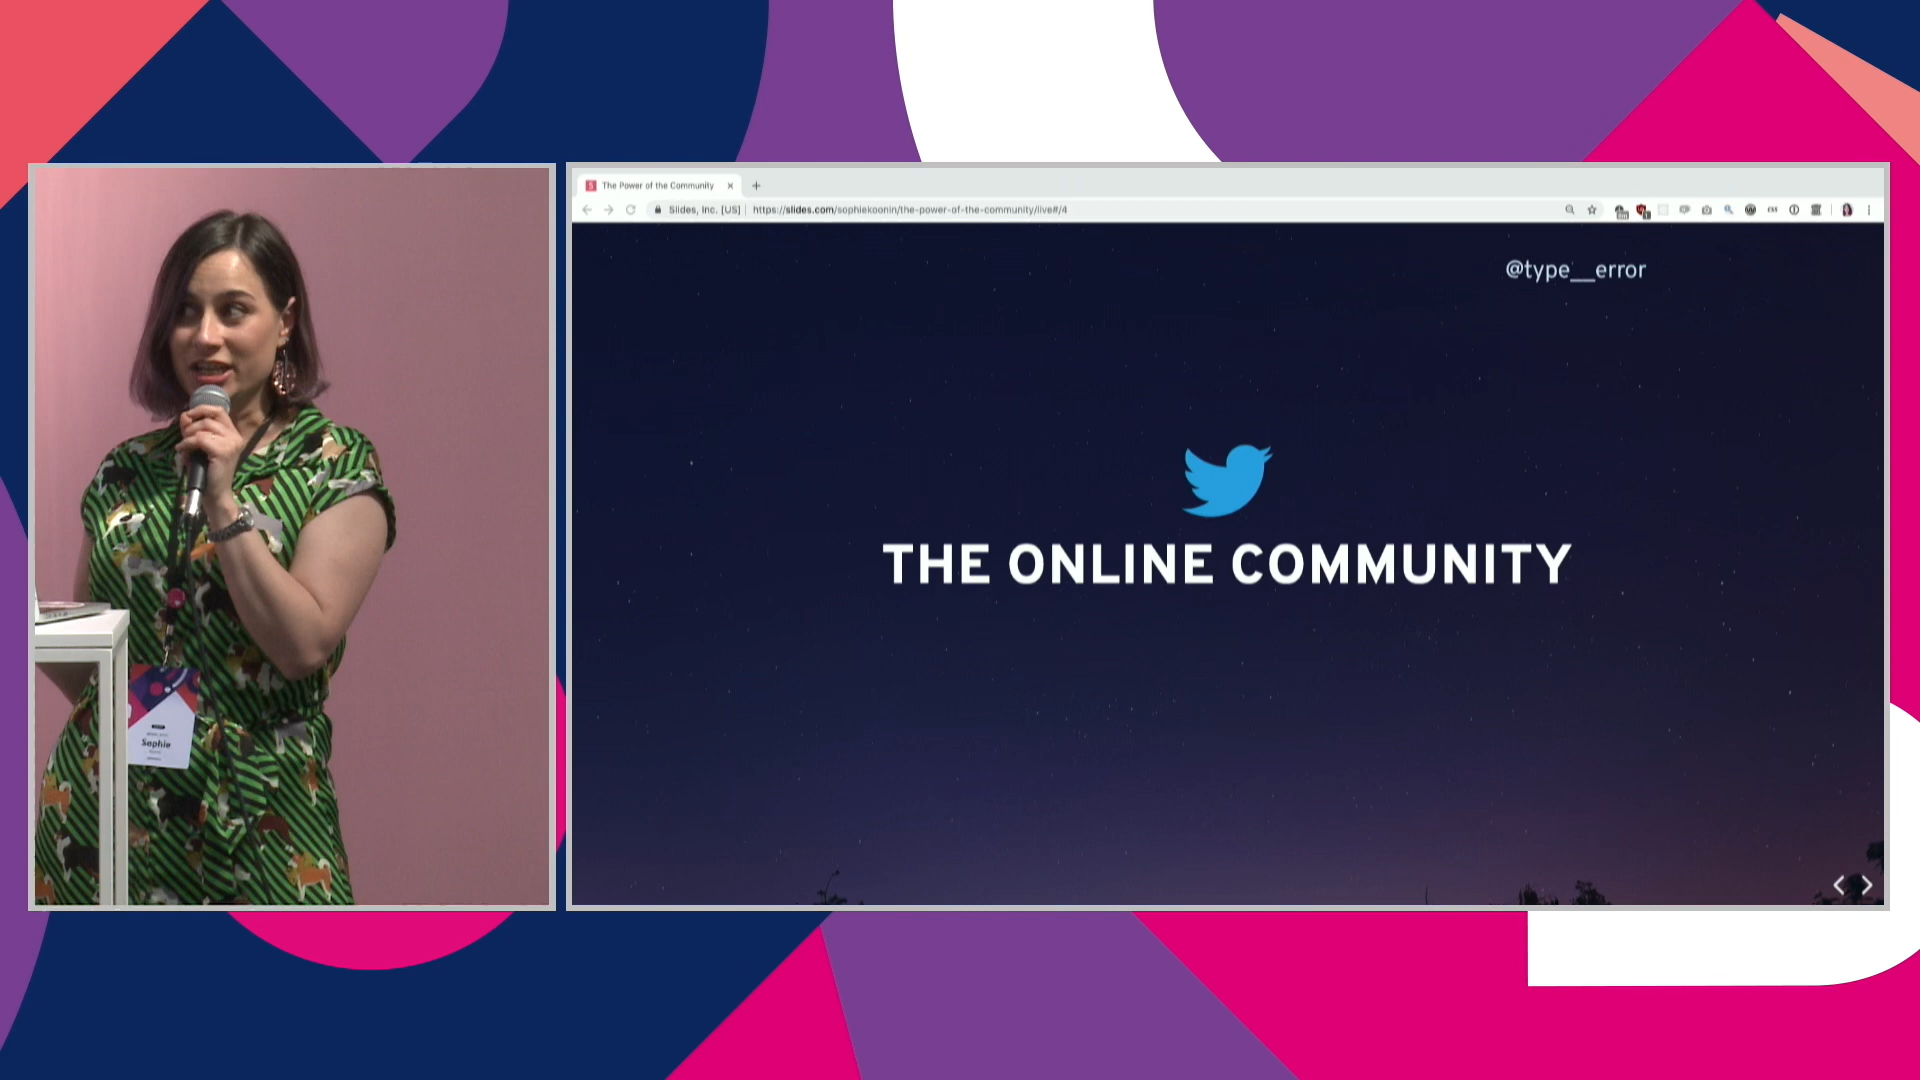 The Power of the Community
Slides, Inc. [US]
https://slides.com/sophiekoonin/the-power-of-the-community/live#/4
@type__error
THE ONLINE COMMUNITY
Sophie